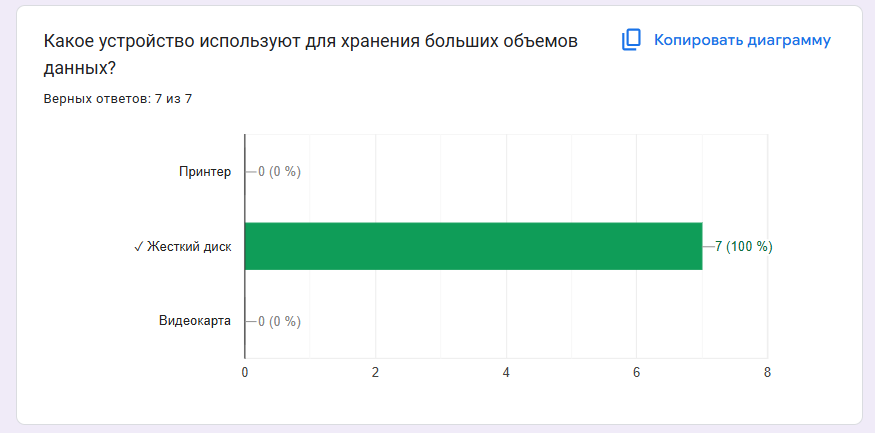 Какое устройство используют для хранения больших объемов
данных?
Копировать диаграмму
Верных ответов: 7 из 7
Принтер
0 (0 %)
✓ Жесткий диск
7 (100 %)
Видеокарта
0 (0 %)
0 2 4 6 8